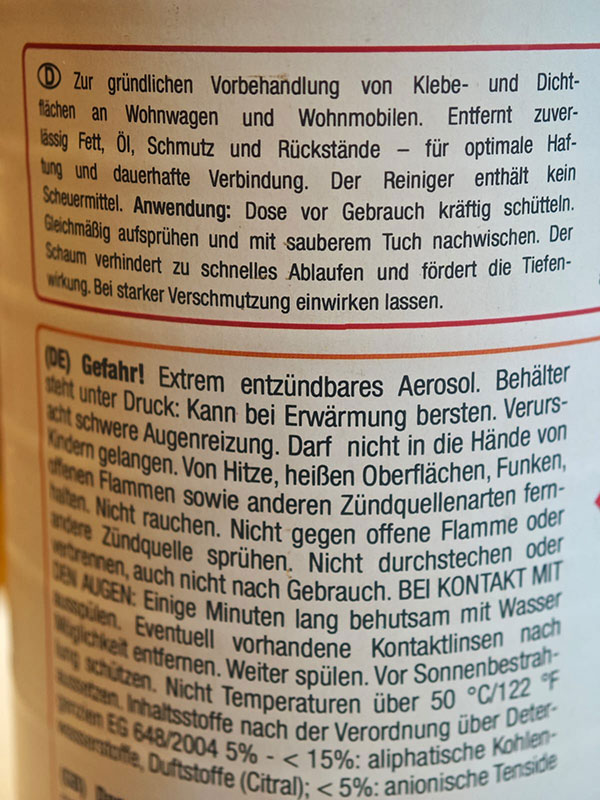 D Zur gründlichen Vorbehandlung von Klebe- und Dicht-
flächen an Wohnwagen und Wohnmobilen. Entfernt zuver-
lässig Fett, Öl, Schmutz und Rückstände – für optimale Haf-
tung und dauerhafte Verbindung. Der Reiniger enthält kein
Scheuermittel. Anwendung: Dose vor Gebrauch kräftig schütteln.
Gleichmäßig aufsprühen und mit sauberem Tuch nachwischen. Der
Schaum verhindert zu schnelles Ablaufen und fördert die Tiefen-
wirkung. Bei starker Verschmutzung einwirken lassen.
(DE) Gefahr! Extrem entzündbares Aerosol. Behälter
steht unter Druck: Kann bei Erwärmung bersten. Verurs-
acht schwere Augenreizung. Darf nicht in die Hände von
Kindern gelangen. Von Hitze, heißen Oberflächen, Funken,
offenen Flammen sowie anderen Zündquellenarten fern-
halten. Nicht rauchen. Nicht gegen offene Flamme oder
andere Zündquelle sprühen. Nicht durchstechen oder
verbrennen, auch nicht nach Gebrauch. BEI KONTAKT MIT
DEN AUGEN: Einige Minuten lang behutsam mit Wasser
ausspülen. Eventuell vorhandene Kontaktlinsen nach
Möglichkeit entfernen. Weiter spülen. Vor Sonnenbestrah-
lung schützen. Nicht Temperaturen über 50 °C/122 °F
aussetzen. Inhaltsstoffe nach der Verordnung über Deter-
genzien EG 648/2004 5% - < 15%: aliphatische Kohlen-
wasserstoffe, Duftstoffe (Citral); < 5%: anionische Tenside